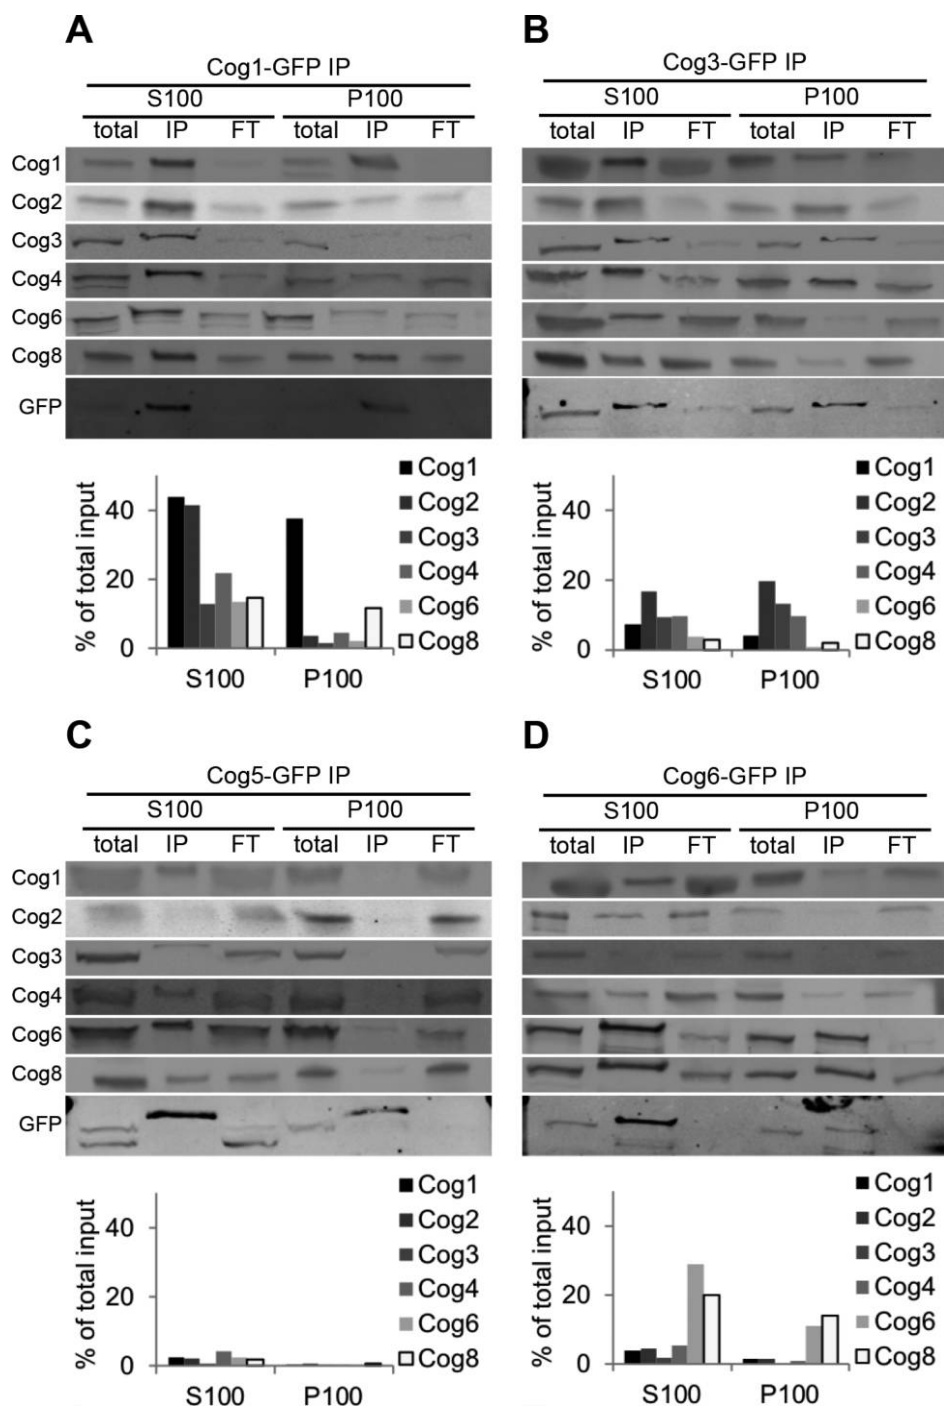 A
Cog1-GFP IP
S100 P100
total IP FT total IP FT
Cog1
Cog2
Cog3
Cog4
Cog6
Cog8
GFP
% of total input
40
20
0
S100 P100
Cog1
Cog2
Cog3
Cog4
Cog6
Cog8
B
Cog3-GFP IP
S100 P100
total IP FT total IP FT
% of total input
40
20
0
S100 P100
Cog1
Cog2
Cog3
Cog4
Cog6
Cog8
C
Cog5-GFP IP
S100 P100
total IP FT total IP FT
Cog1
Cog2
Cog3
Cog4
Cog6
Cog8
GFP
% of total input
40
20
0
S100 P100
Cog1
Cog2
Cog3
Cog4
Cog6
Cog8
D
Cog6-GFP IP
S100 P100
total IP FT total IP FT
% of total input
40
20
0
S100 P100
Cog1
Cog2
Cog3
Cog4
Cog6
Cog8